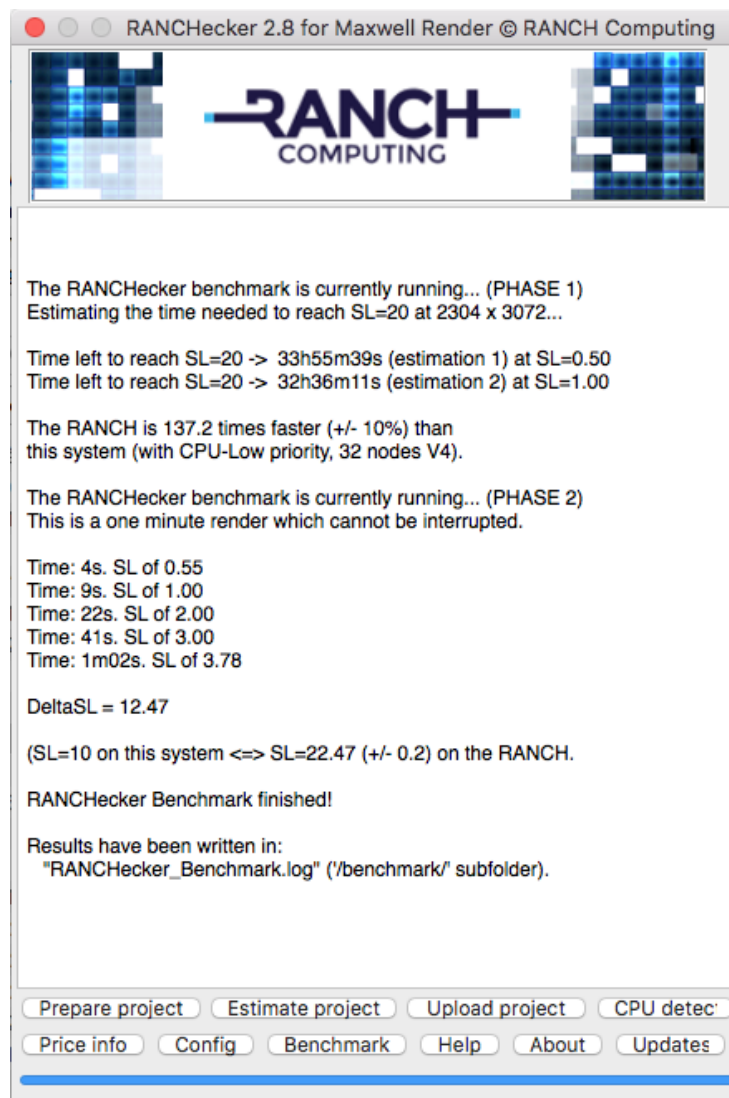 RANCHecker 2.8 for Maxwell Render © RANCH Computing
RANCH
COMPUTING
The RANCHecker benchmark is currently running... (PHASE 1)
Estimating the time needed to reach SL=20 at 2304 x 3072...
Time left to reach SL=20 -> 33h55m39s (estimation 1) at SL=0.50
Time left to reach SL=20 -> 32h36m11s (estimation 2) at SL=1.00
The RANCH is 137.2 times faster (+/- 10%) than
this system (with CPU-Low priority, 32 nodes V4).
The RANCHecker benchmark is currently running... (PHASE 2)
This is a one minute render which cannot be interrupted.
Time: 4s. SL of 0.55
Time: 9s. SL of 1.00
Time: 22s. SL of 2.00
Time: 41s. SL of 3.00
Time: 1m02s. SL of 3.78
DeltaSL = 12.47
(SL=10 on this system <=> SL=22.47 (+/- 0.2) on the RANCH.
RANCHecker Benchmark finished!
Results have been written in:
"RANCHecker_Benchmark.log" ('/benchmark/' subfolder).
Prepare project Estimate project Upload project CPU detec
Price info Config Benchmark Help About Updates